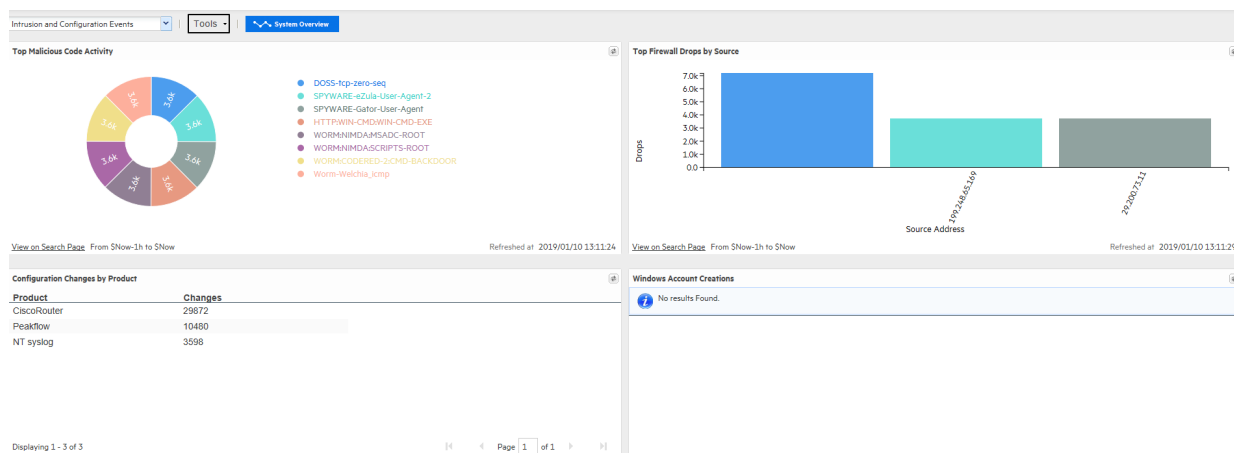 Intrusion and Configuration Events
Tools
System Overview
Top Malicious Code Activity
3.6k
3.6k
3.6k
3.6k
3.6k
3.6k
3.6k
3.6k
DOSS-tcp-zero-seq
SPYWARE-eZula-User-Agent-2
SPYWARE-Gator-User-Agent
HTTP:WIN-CMD:WIN-CMD-EXE
WORM:NIMDA:MSADC-ROOT
WORM:NIMDA:SCRIPTS-ROOT
WORM:CODERED-2:CMD-BACKDOOR
Worm-Welchia_icmp
View on Search Page From $Now-1h to $Now
Refreshed at 2019/01/10 13:11:24
Top Firewall Drops by Source
7.0k
6.0k
5.0k
4.0k
3.0k
2.0k
1.0k
0.0
Drops
199.248.65.169
29.200.73.11
Source Address
View on Search Page From $Now-1h to $Now
Refreshed at 2019/01/10 13:11:29
Configuration Changes by Product
Product Changes
CiscoRouter 29872
Peakflow 10480
NT syslog 3598
Displaying 1 - 3 of 3
Page 1 of 1
Windows Account Creations
No results Found.